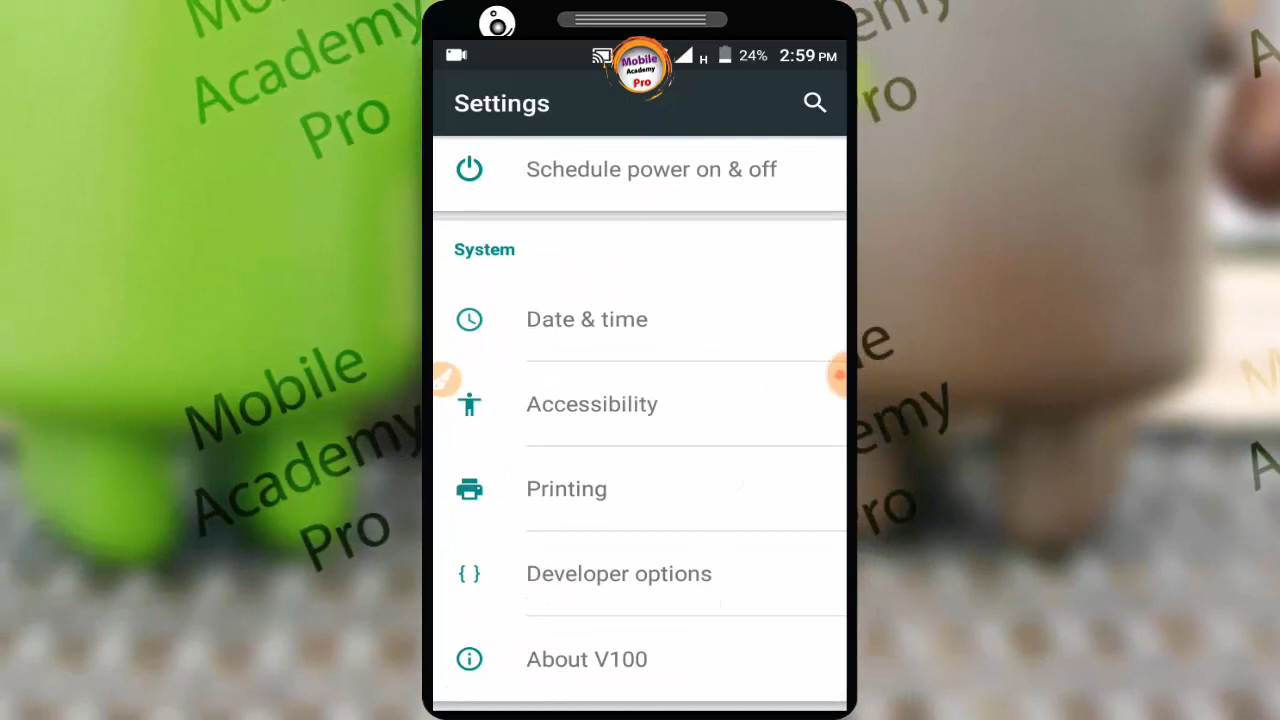 Mobile
Academy
Pro
H
24%
2:59 PM
Mobile
Academy
Pro
Settings
Schedule power on & off
System
Date & time
Accessibility
Printing
Developer options
About V100
Mobile
Academy
Pro
Pro